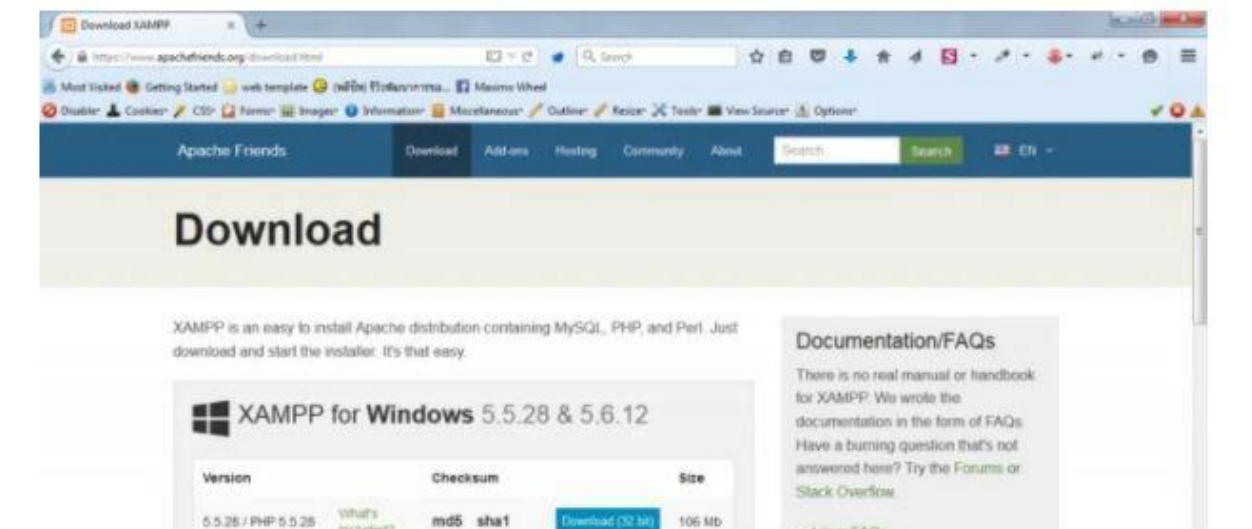 Download XAMPP
https://www.apachefriends.org/download.html
Search
Most Visited Getting Started web template Maximo Wheel
Disable Cookies CSS Forms Images Information Miscellaneous Outline Resize Tools View Source Options
Apache Friends Download Add-ons Hosting Community About Search... Search EN
Download
XAMPP is an easy to install Apache distribution containing MySQL, PHP, and Perl. Just
download and start the installer. It's that easy.
XAMPP for Windows 5.5.28 & 5.6.12
Version Checksum Size
5.5.28 / PHP 5.5.28 What's Included? md5 sha1 Download (32 bit) 106 Mb
Documentation/FAQs
There is no real manual or handbook
for XAMPP. We wrote the
documentation in the form of FAQs.
Have a burning question that's not
answered here? Try the Forums or
Stack Overflow.